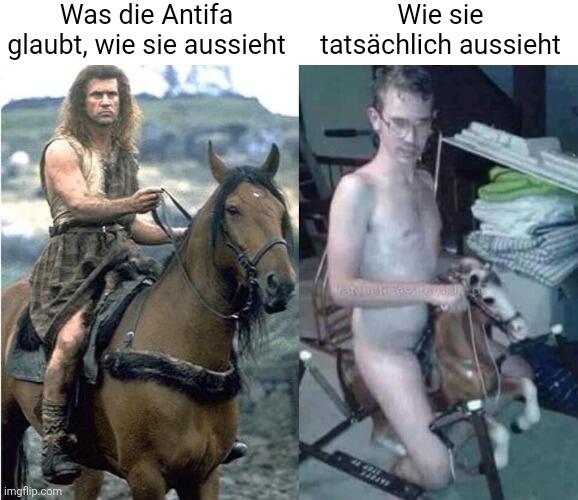 Was die Antifa
glaubt, wie sie aussieht
Wie sie
tatsächlich aussieht
imgflip.com